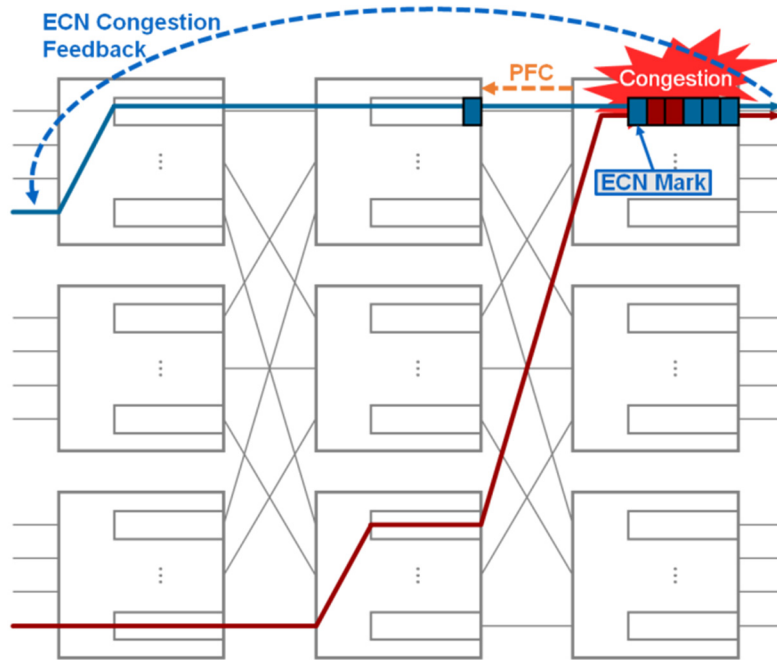 ECN Congestion
Feedback
PFC
Congestion
ECN Mark